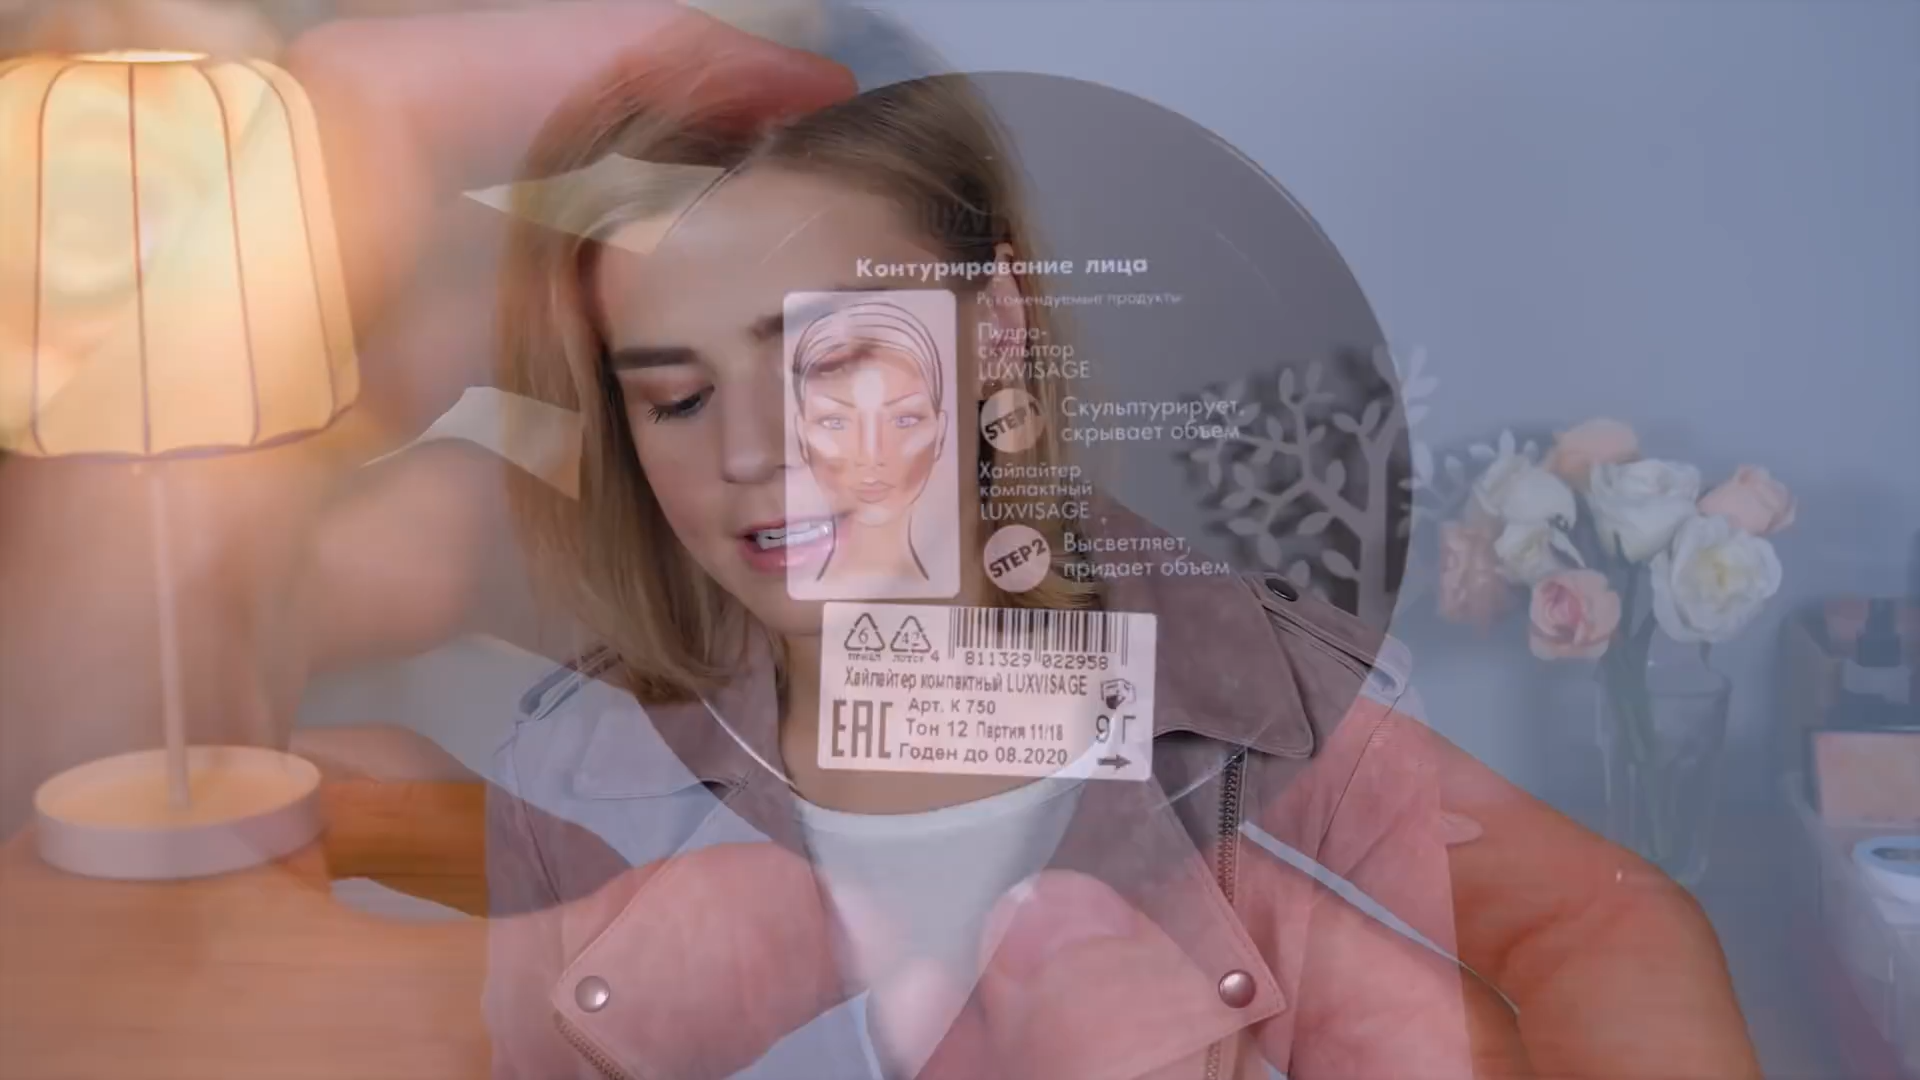 Контурирование лица
Рекомендуемые продукты
Пудра-
скульптор
LUXVISAGE
STEP 1
Скульптурирует,
скрывает объем
Хайлайтер
компактный
LUXVISAGE
STEP 2
Высветляет,
придает объем
6
42
4 811329 022958
Хайлайтер компактный LUXVISAGE
Арт. К 750
EAC
Тон 12 Партия 11/18
9 Г
Годен до 08.2020